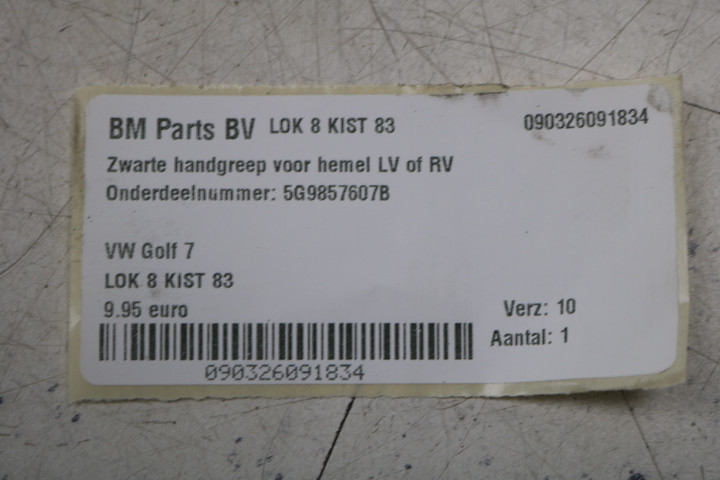 BM Parts BV LOK 8 KIST 83 090326091834
Zwarte handgreep voor hemel LV of RV
Onderdeelnummer: 5G9857607B
VW Golf 7
LOK 8 KIST 83
9.95 euro Verz: 10
Aantal: 1
090326091834